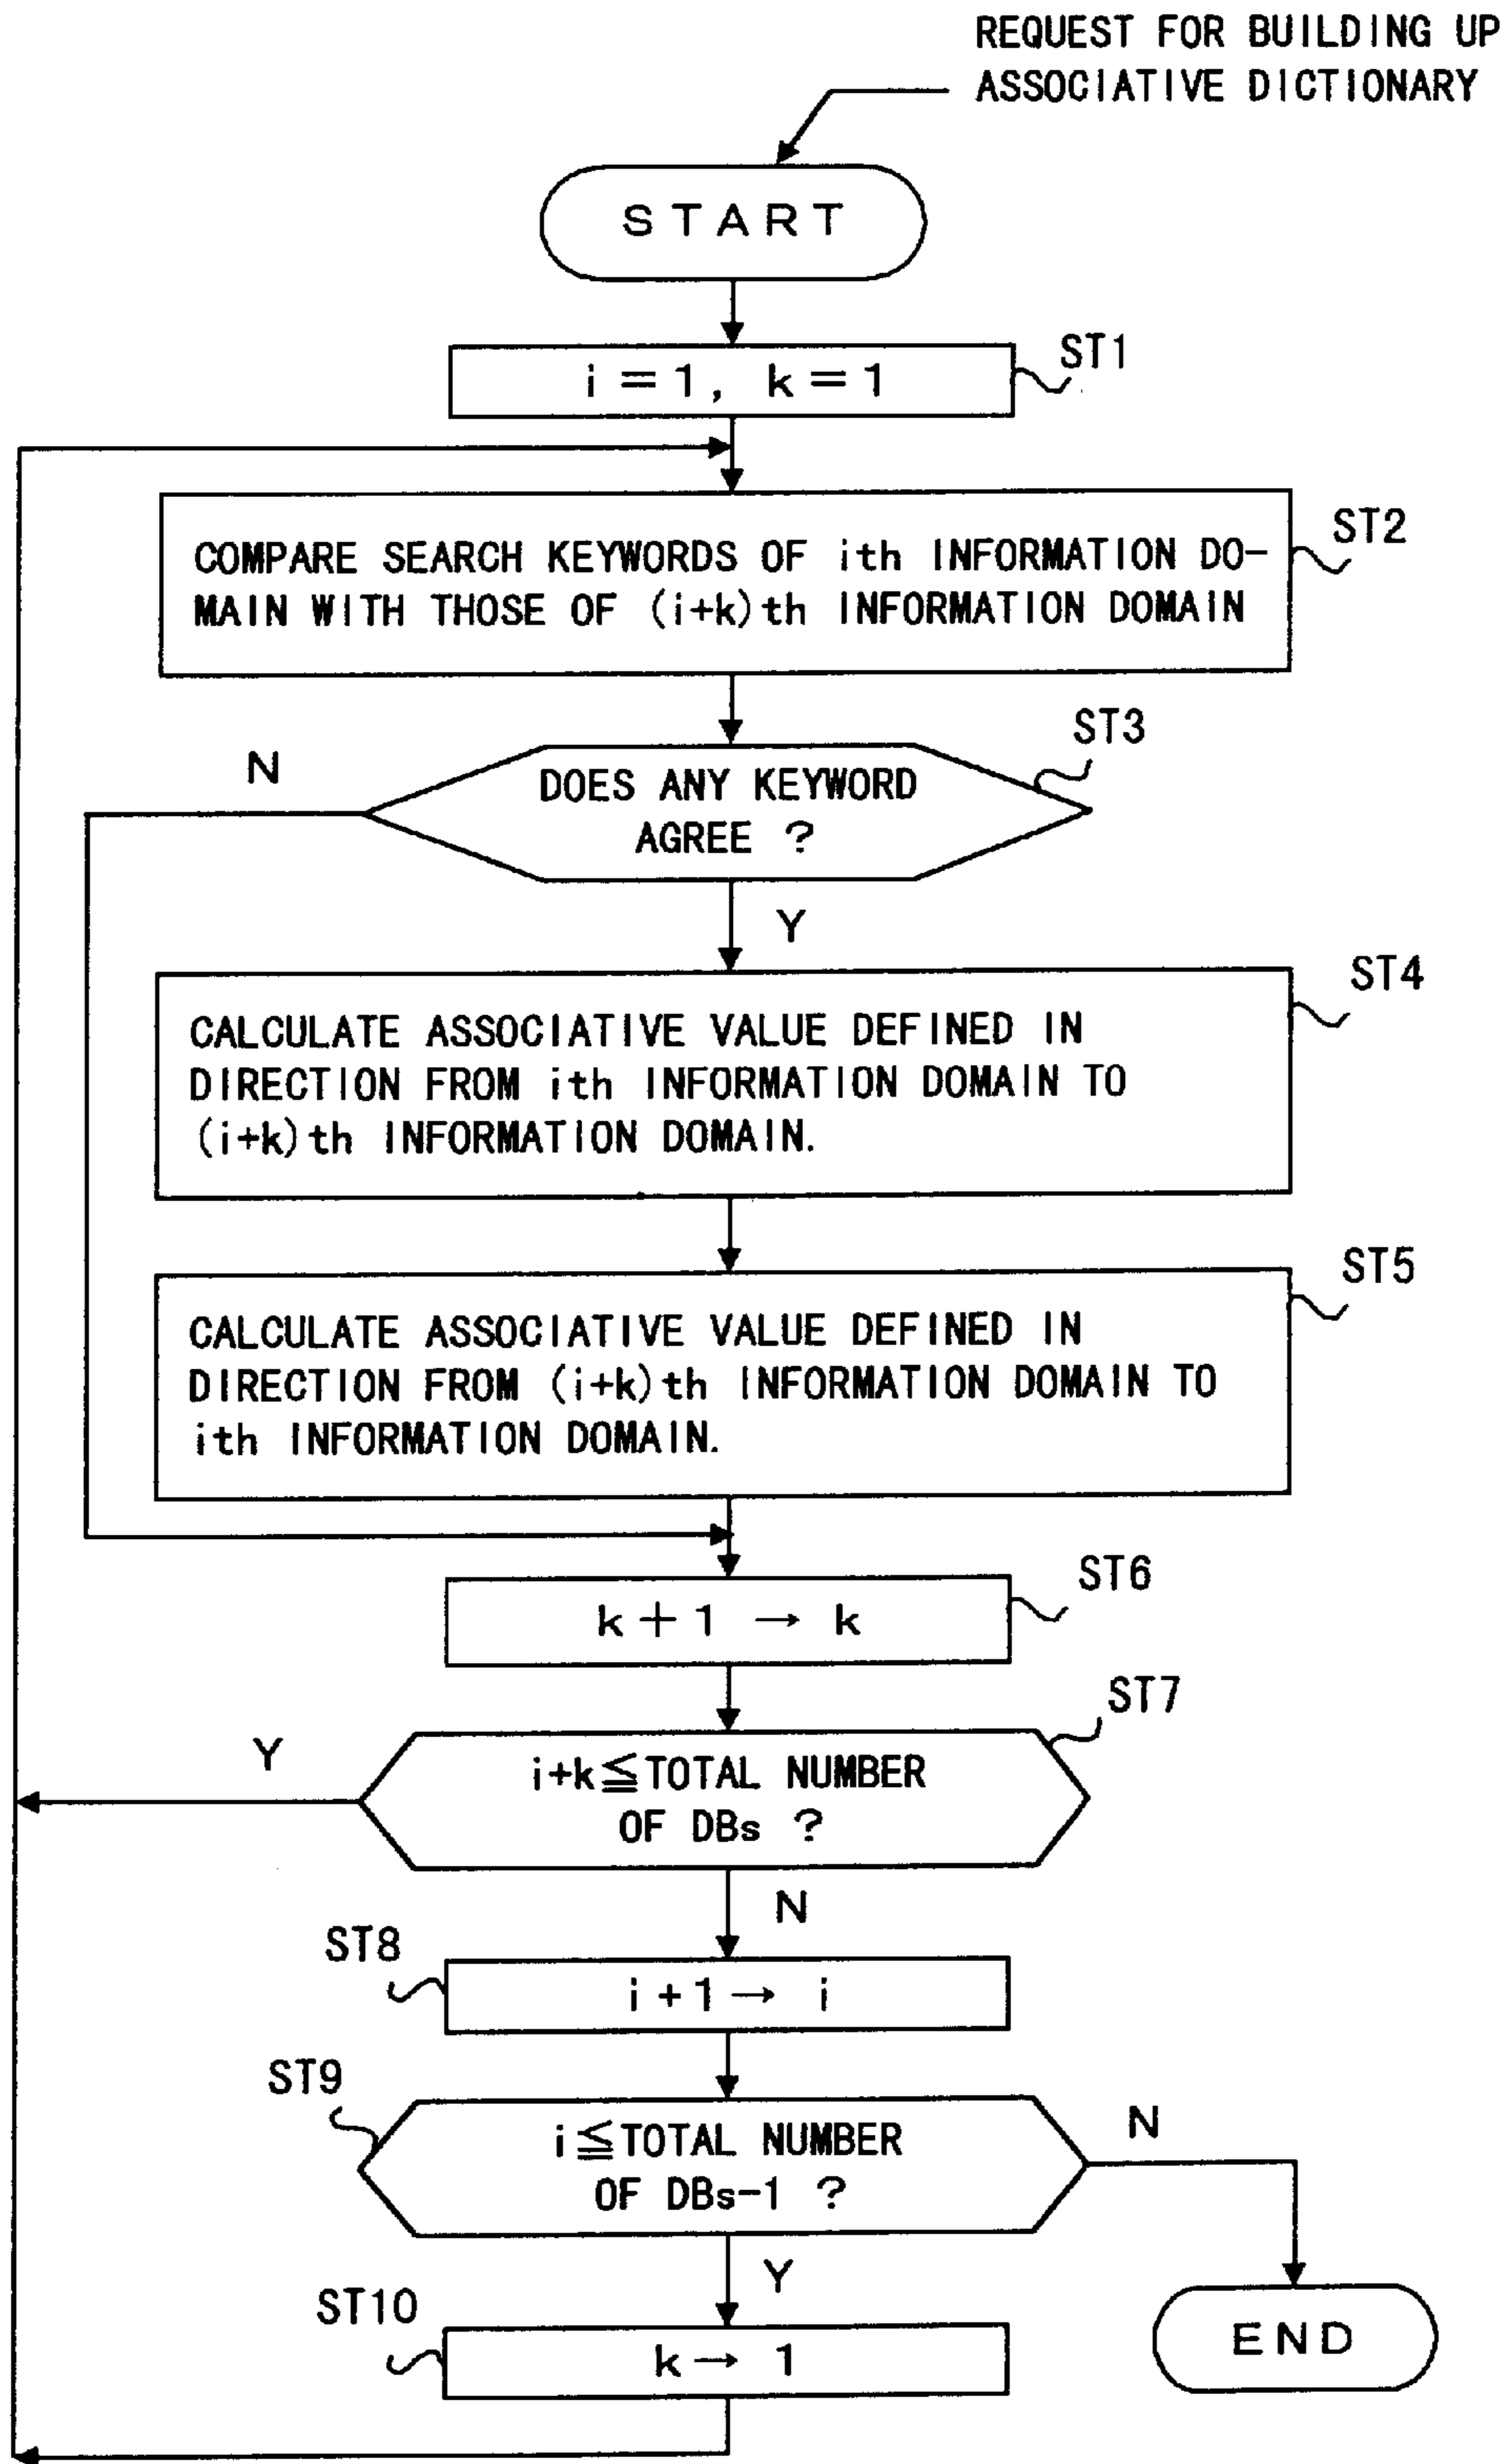 REQUEST FOR BUILDING UP
ASSOCIATIVE DICTIONARY
START
ST1
i=1, k=1
ST2
COMPARE SEARCH KEYWORDS OF ith INFORMATION DO-
MAIN WITH THOSE OF (i+k)th INFORMATION DOMAIN
ST3
N
DOES ANY KEYWORD
AGREE ?
Y
ST4
CALCULATE ASSOCIATIVE VALUE DEFINED IN
DIRECTION FROM ith INFORMATION DOMAIN TO
(i+k)th INFORMATION DOMAIN.
ST5
CALCULATE ASSOCIATIVE VALUE DEFINED IN
DIRECTION FROM (i+k)th INFORMATION DOMAIN TO
ith INFORMATION DOMAIN.
ST6
k+1 → k
ST7
Y
i+k≦TOTAL NUMBER
OF DBs ?
N
ST8
i+1→ i
ST9
i≦TOTAL NUMBER
OF DBs-1 ?
N
Y
ST10
k→ 1
END